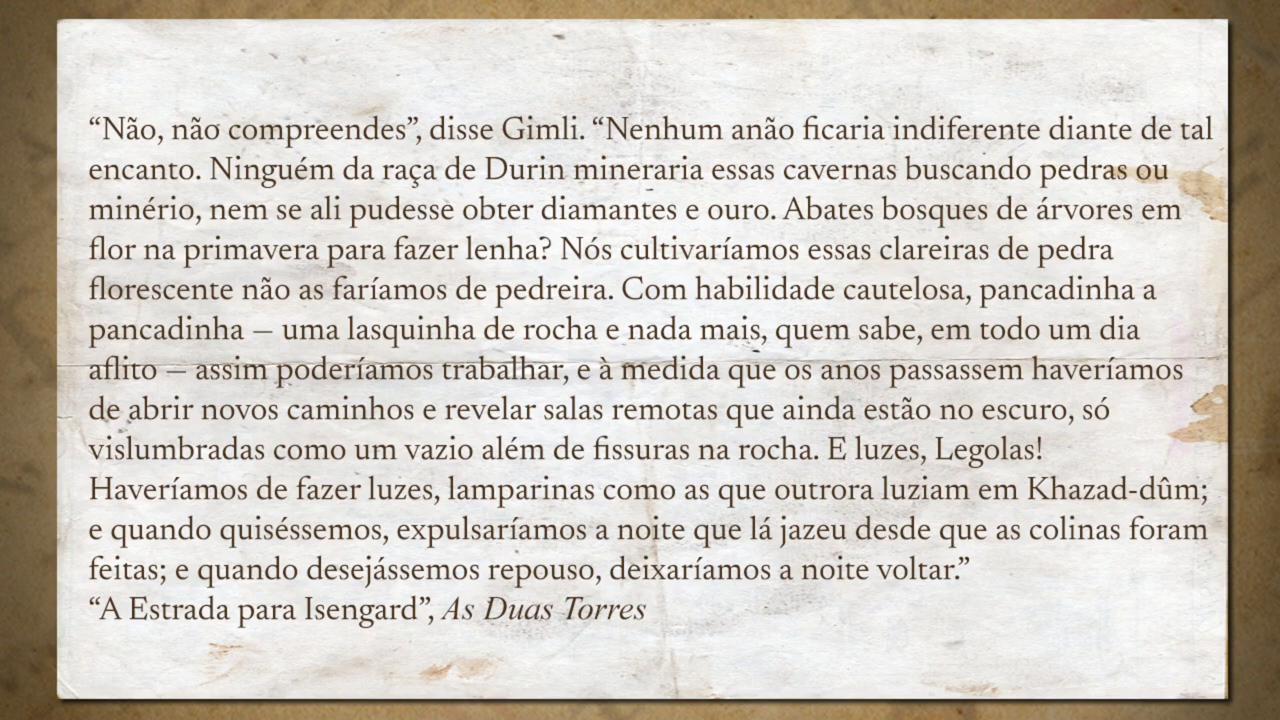 “Não, não compreendes”, disse Gimli. “Nenhum anão ficaria indiferente diante de tal
encanto. Ninguém da raça de Durin mineraria essas cavernas buscando pedras ou
minério, nem se ali pudesse obter diamantes e ouro. Abates bosques de árvores em
flor na primavera para fazer lenha? Nós cultivaríamos essas clareiras de pedra
florescente não as faríamos de pedreira. Com habilidade cautelosa, pancadinha a
pancadinha — uma lasquinha de rocha e nada mais, quem sabe, em todo um dia
aflito — assim poderíamos trabalhar, e à medida que os anos passassem haveríamos
de abrir novos caminhos e revelar salas remotas que ainda estão no escuro, só
vislumbradas como um vazio além de fissuras na rocha. E luzes, Legolas!
Haveríamos de fazer luzes, lamparinas como as que outrora luziam em Khazad-dûm;
e quando quiséssemos, expulsaríamos a noite que lá jazeu desde que as colinas foram
feitas; e quando desejássemos repouso, deixaríamos a noite voltar.”
“A Estrada para Isengard”, As Duas Torres